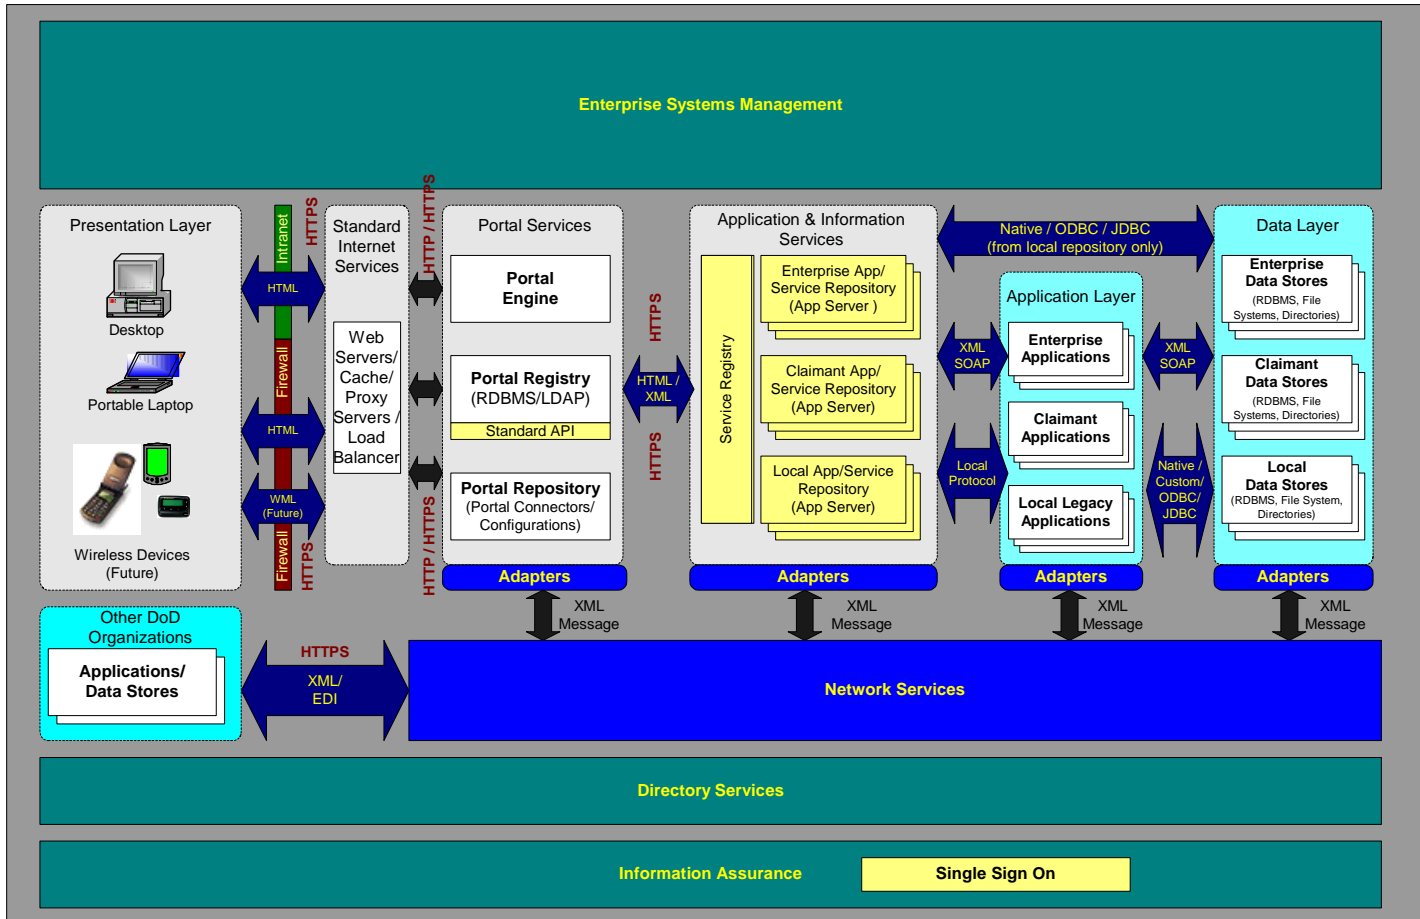 Enterprise Systems Management
Presentation Layer
Desktop
Portable Laptop
Wireless Devices
(Future)
Intranet
Firewall
Firewall
HTTPS
HTTPS
HTML
HTML
WML
(Future)
Standard
Internet
Services
Web
Servers/
Cache/
Proxy
Servers /
Load
Balancer
HTTP / HTTPS
HTTP / HTTPS
Portal Services
Portal
Engine
Portal Registry
(RDBMS/LDAP)
Standard API
Portal Repository
(Portal Connectors/
Configurations)
Adapters
HTTPS
HTML /
XML
HTTPS
Application & Information
Services
Service Registry
Enterprise App/
Service Repository
(App Server )
Claimant App/
Service Repository
(App Server)
Local App/Service
Repository
(App Server)
Adapters
Native / ODBC / JDBC
(from local repository only)
XML
SOAP
Local
Protocol
Application Layer
Enterprise
Applications
Claimant
Applications
Local Legacy
Applications
Adapters
XML
SOAP
Native /
Custom/
ODBC/
JDBC
Data Layer
Enterprise
Data Stores
(RDBMS, File
Systems, Directories)
Claimant
Data Stores
(RDBMS, File
Systems, Directories)
Local
Data Stores
(RDBMS, File System,
Directories)
Adapters
XML
Message
XML
Message
XML
Message
XML
Message
Other DoD
Organizations
Applications/
Data Stores
HTTPS
XML/
EDI
Network Services
Directory Services
Information Assurance
Single Sign On